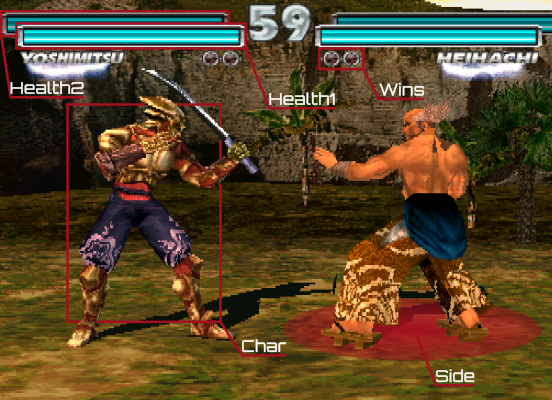 59
YOSHIMITSU
HEIHACHI
Health2
Health1
Wins
Char
Side